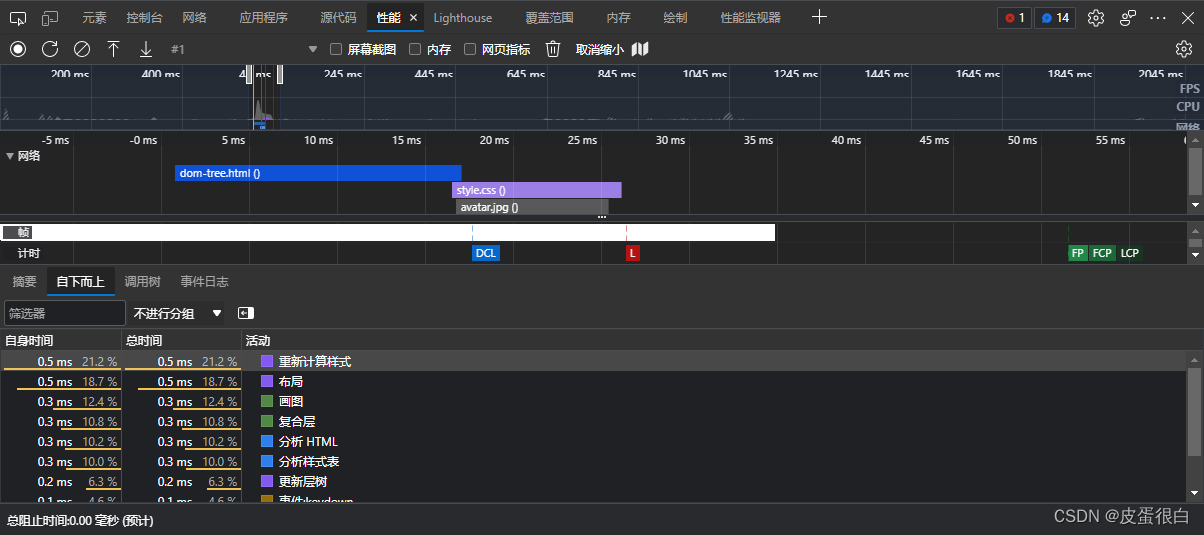 元素 控制台 网络 应用程序 源代码 性能 Lighthouse 覆盖范围 内存 绘制 性能监视器 1 14
#1 屏幕截图 内存 网页指标 取消缩小
200 ms 400 ms 45 ms 245 ms 445 ms 645 ms 845 ms 1045 ms 1245 ms 1445 ms 1645 ms 1845 ms 2045 ms
FPS
CPU
网络
-5 ms -0 ms 5 ms 10 ms 15 ms 20 ms 25 ms 30 ms 35 ms 40 ms 45 ms 50 ms 55 ms
网络
dom-tree.html ()
style.css ()
avatar.jpg ()
帧
计时 DCL L FP FCP LCP
摘要 自下而上 调用树 事件日志
筛选器 不进行分组
自身时间 总时间 活动
0.5 ms 21.2 % 0.5 ms 21.2 % 重新计算样式
0.5 ms 18.7 % 0.5 ms 18.7 % 布局
0.3 ms 12.4 % 0.3 ms 12.4 % 画图
0.3 ms 10.8 % 0.3 ms 10.8 % 复合层
0.3 ms 10.2 % 0.3 ms 10.2 % 分析 HTML
0.3 ms 10.0 % 0.3 ms 10.0 % 分析样式表
0.2 ms 6.3 % 0.2 ms 6.3 % 更新层树
0.1 ms 4.6 % 0.1 ms 4.6 % 事件:keydown
总阻止时间:0.00 毫秒 (预计)
CSDN @皮蛋很白